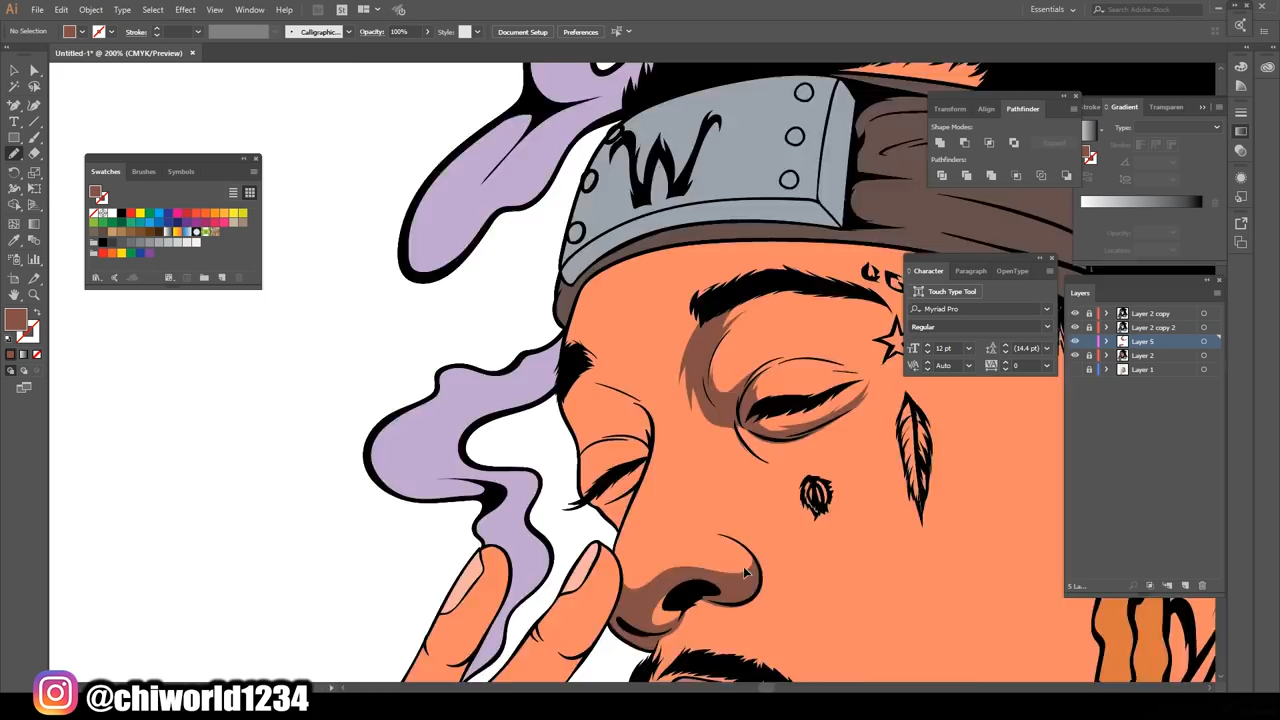 Ai File Edit Object Type Select Effect View Window Help Br St Essentials Search Adobe Stock
No Selection Stroke: Calligraphic... Opacity: 100% Style: Document Setup Preferences
Untitled-1* @ 200% (CMYK/Preview)
W
Transform Align Pathfinder
Shape Modes:
Expand
Pathfinders:
Stroke Gradient Transparen
Type:
Stroke:
Opacity:
Location:
Swatches Brushes Symbols
Character Paragraph OpenType
Touch Type Tool
Myriad Pro
Regular
12 pt (14.4 pt)
Auto 0
Layers
Layer 2 copy
Layer 2 copy 2
Layer 5
Layer 2
Layer 1
5 La...
@chiworld1234